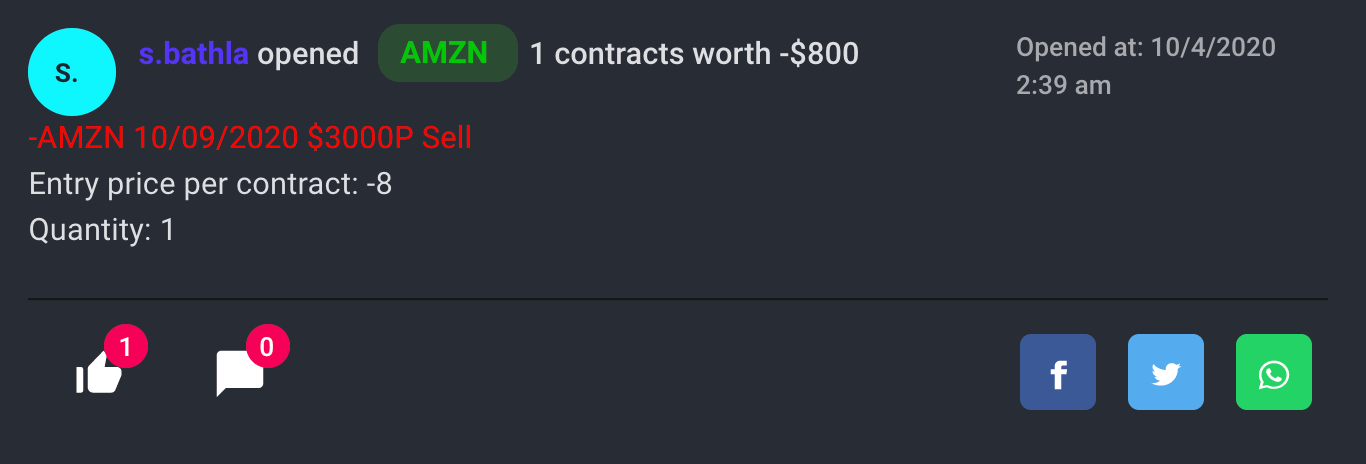 S.
s.bathla opened AMZN 1 contracts worth -$800
Opened at: 10/4/2020
2:39 am
-AMZN 10/09/2020 $3000P Sell
Entry price per contract: -8
Quantity: 1
1
0